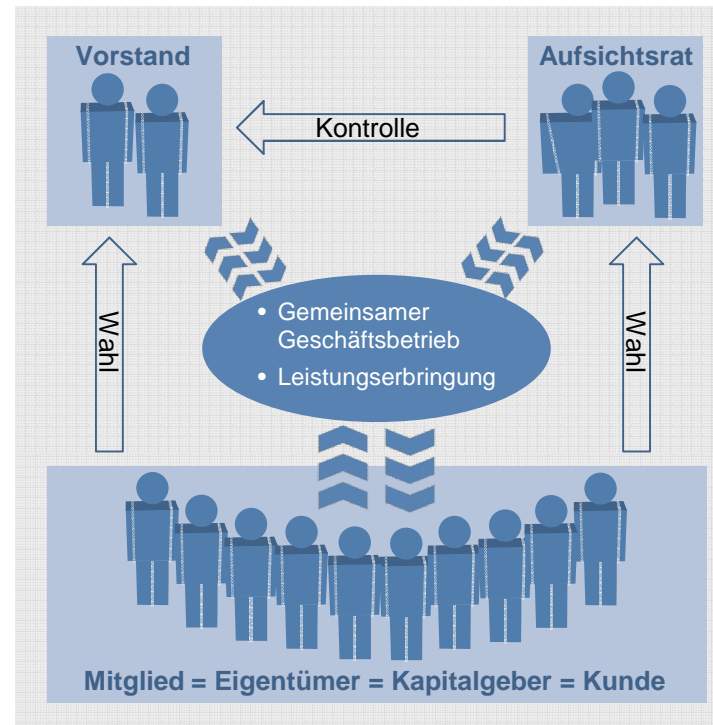 Vorstand
Aufsichtsrat
Kontrolle
• Gemeinsamer
Geschäftsbetrieb
• Leistungserbringung
Wahl
Wahl
Mitglied = Eigentümer = Kapitalgeber = Kunde